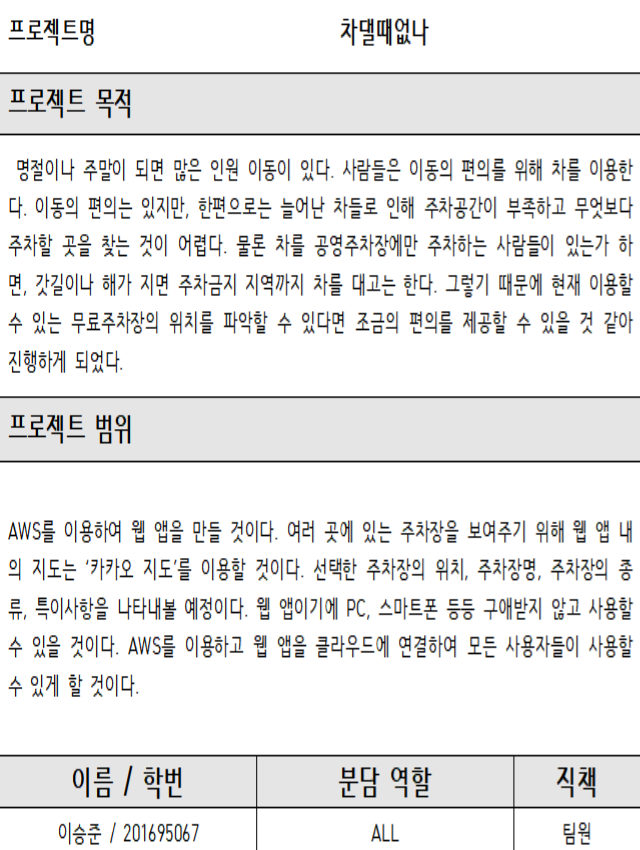 프로젝트명 차댈때없나
프로젝트 목적
명절이나 주말이 되면 많은 인원 이동이 있다. 사람들은 이동의 편의를 위해 차를 이용한
다. 이동의 편의는 있지만, 한편으로는 늘어난 차들로 인해 주차공간이 부족하고 무엇보다
주차할 곳을 찾는 것이 어렵다. 물론 차를 공영주차장에만 주차하는 사람들이 있는가 하
면, 갓길이나 해가 지면 주차금지 지역까지 차를 대고는 한다. 그렇기 때문에 현재 이용할
수 있는 무료주차장의 위치를 파악할 수 있다면 조금의 편의를 제공할 수 있을 것 같아
진행하게 되었다.
프로젝트 범위
AWS를 이용하여 웹 앱을 만들 것이다. 여러 곳에 있는 주차장을 보여주기 위해 웹 앱 내
의 지도는 ‘카카오 지도’를 이용할 것이다. 선택한 주차장의 위치, 주차장명, 주차장의 종
류, 특이사항을 나타내볼 예정이다. 웹 앱이기에 PC, 스마트폰 등등 구애받지 않고 사용할
수 있을 것이다. AWS를 이용하고 웹 앱을 클라우드에 연결하여 모든 사용자들이 사용할
수 있게 할 것이다.
이름 / 학번 분담 역할 직책
이승준 / 201695067 ALL 팀원